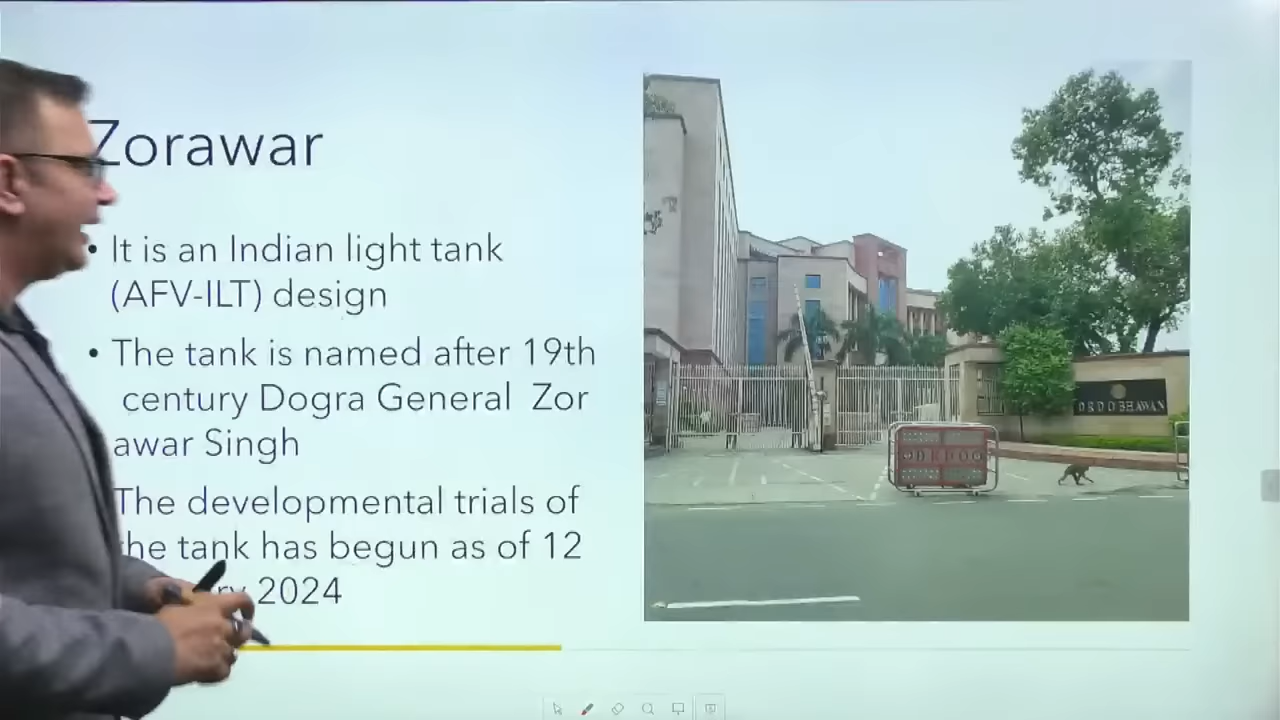 Zorawar
• It is an Indian light tank
(AFV-ILT) design
• The tank is named after 19th
century Dogra General Zor
awar Singh
The developmental trials of
the tank has begun as of 12
2024
D R D O BHAWAN
DRDO